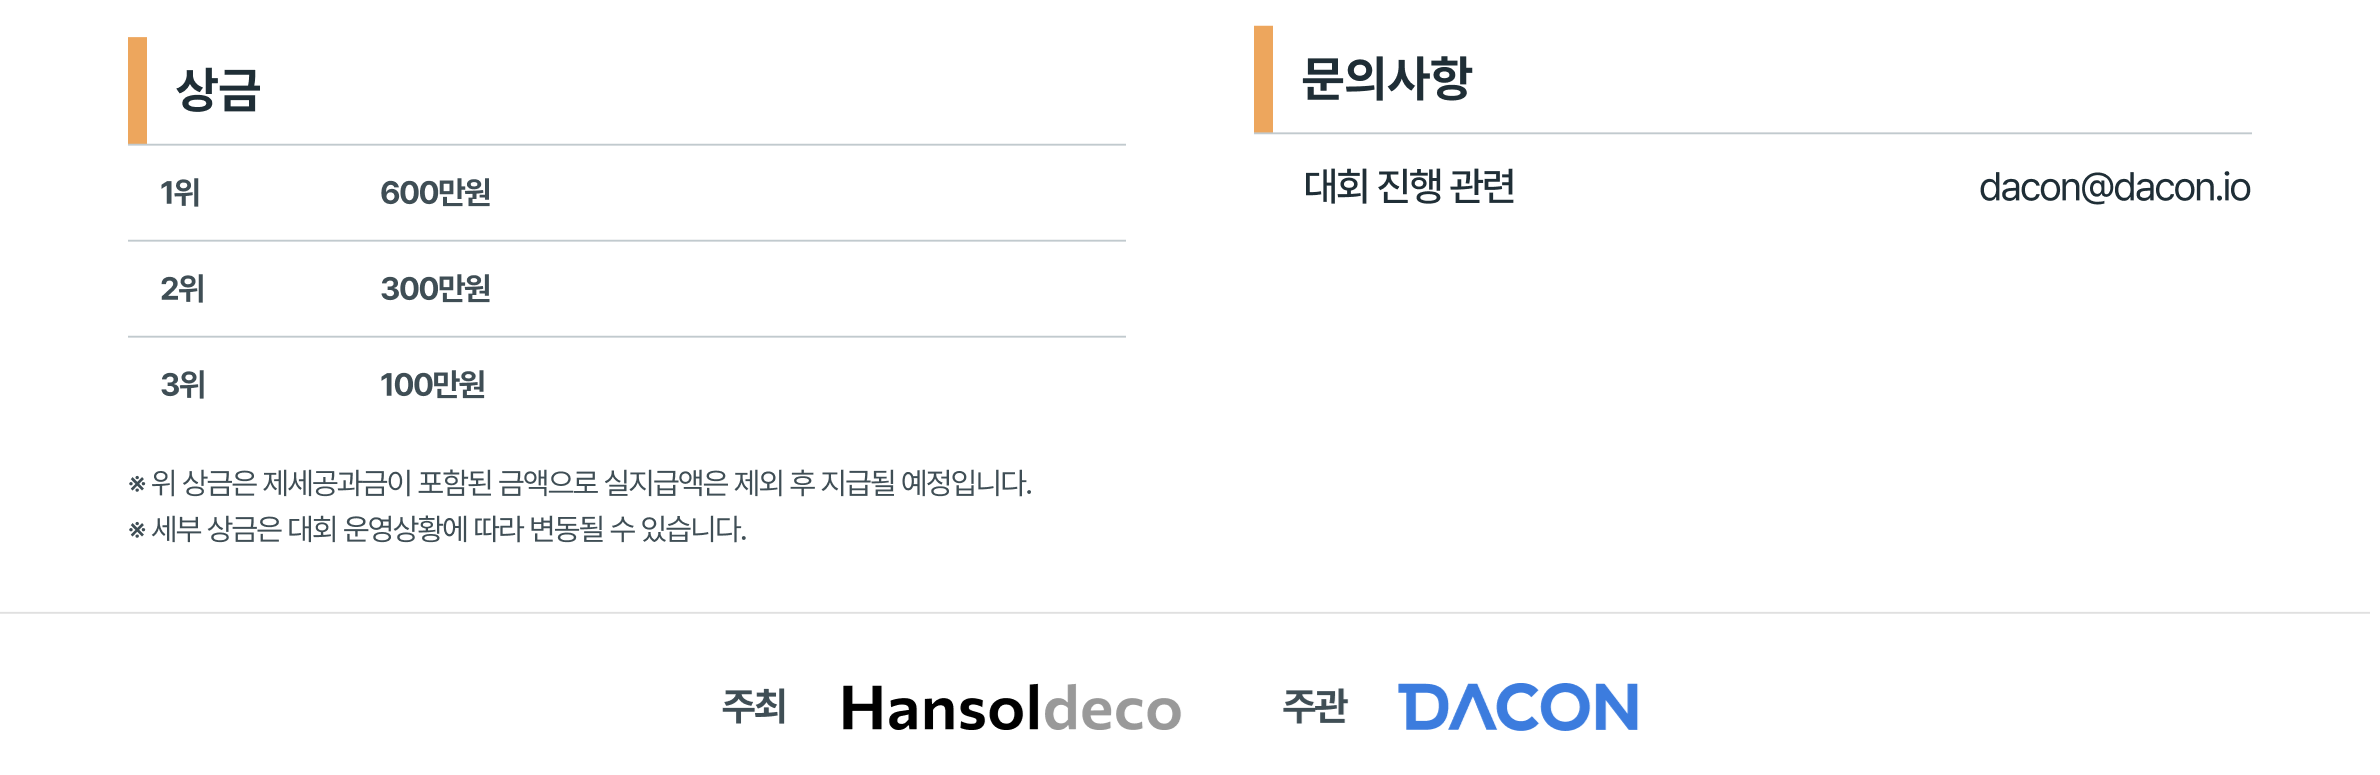 상금
1위 600만원
2위 300만원
3위 100만원
※ 위 상금은 제세공과금이 포함된 금액으로 실지급액은 제외 후 지급될 예정입니다.
※ 세부 상금은 대회 운영상황에 따라 변동될 수 있습니다.
문의사항
대회 진행 관련 dacon@dacon.io
주최 Hansoldeco 주관 DACON